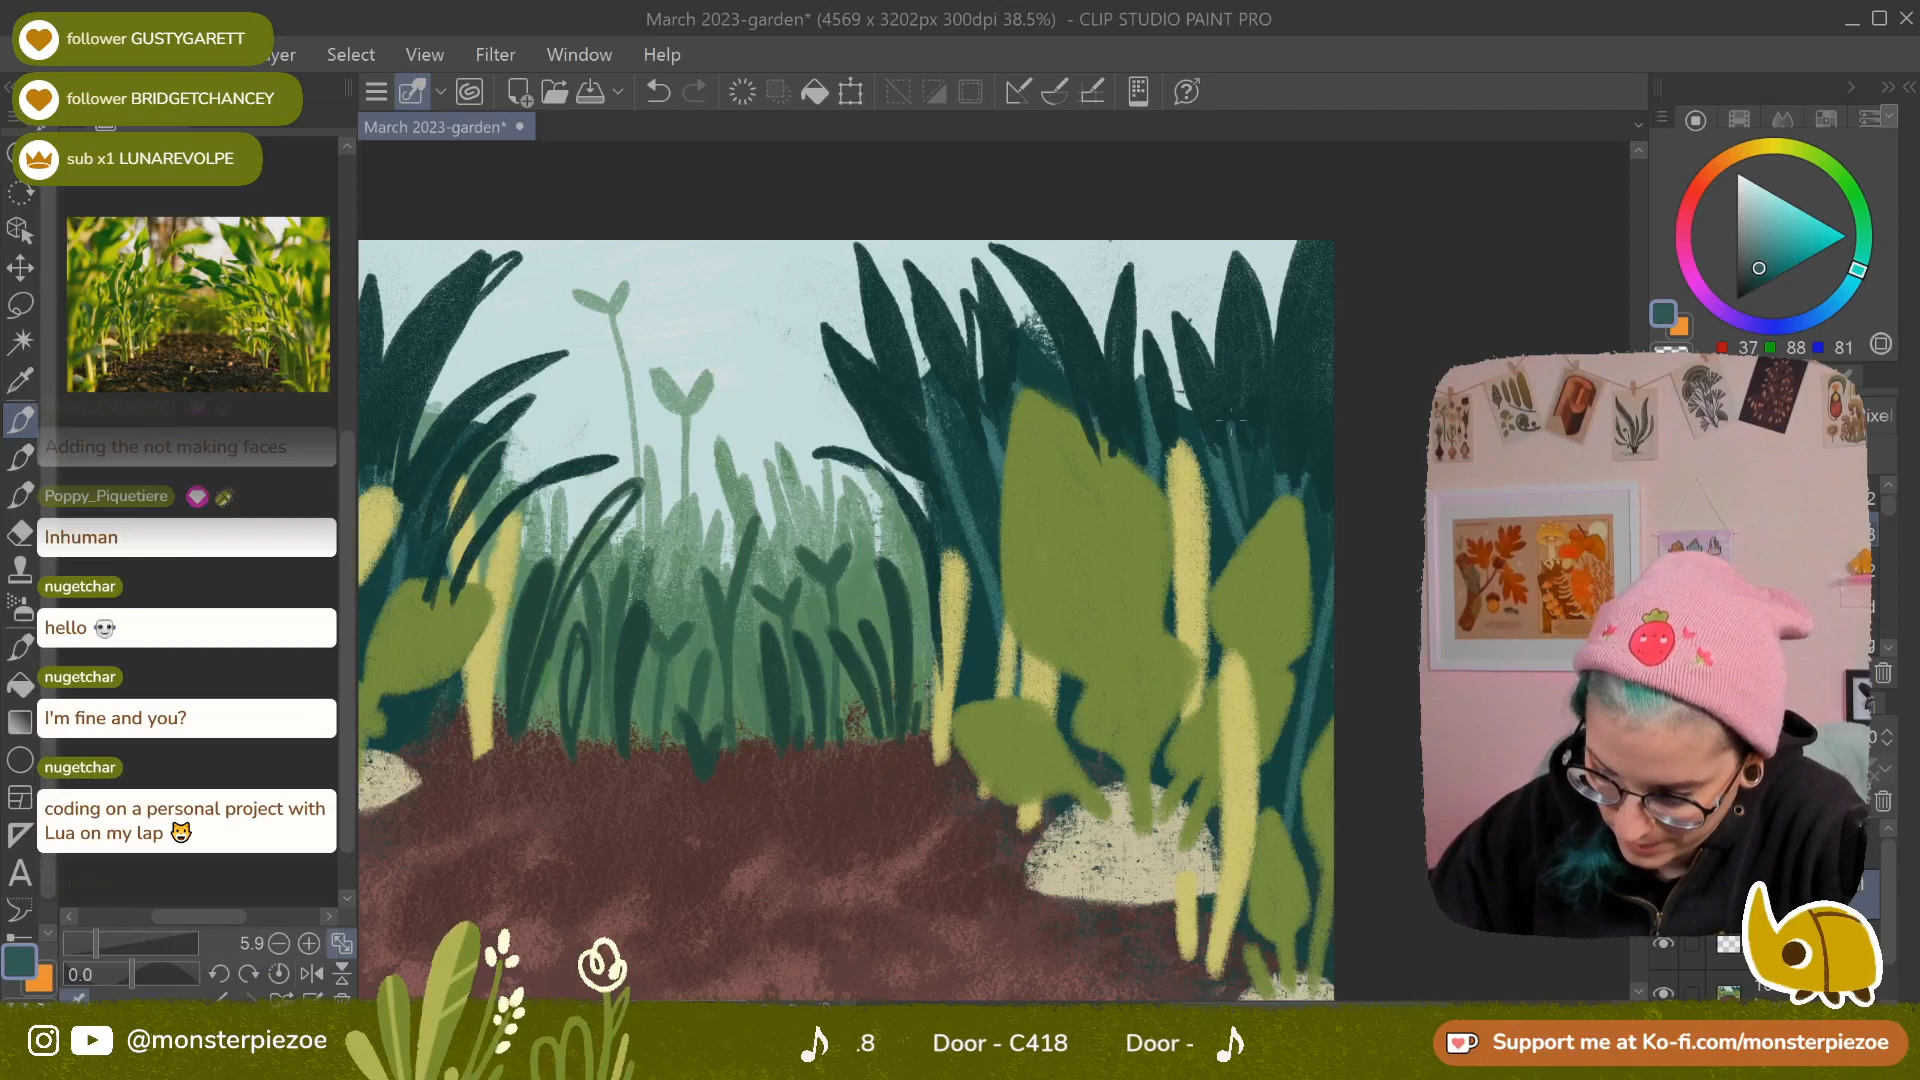 March 2023-garden* (4569 x 3202px 300dpi 38.5%) - CLIP STUDIO PAINT PRO
follower GUSTYGARETT
Select View Filter Window Help
follower BRIDGETCHANCEY
March 2023-garden*
sub x1 LUNAREVOLPE
37 88 81
Adding the not making faces
Poppy_Piquetiere
Inhuman
nugetchar
hello
nugetchar
I'm fine and you?
nugetchar
coding on a personal project with
Lua on my lap
5.9
0.0
@monsterpiezoe
.8 Door - C418 Door -
Support me at Ko-fi.com/monsterpiezoe